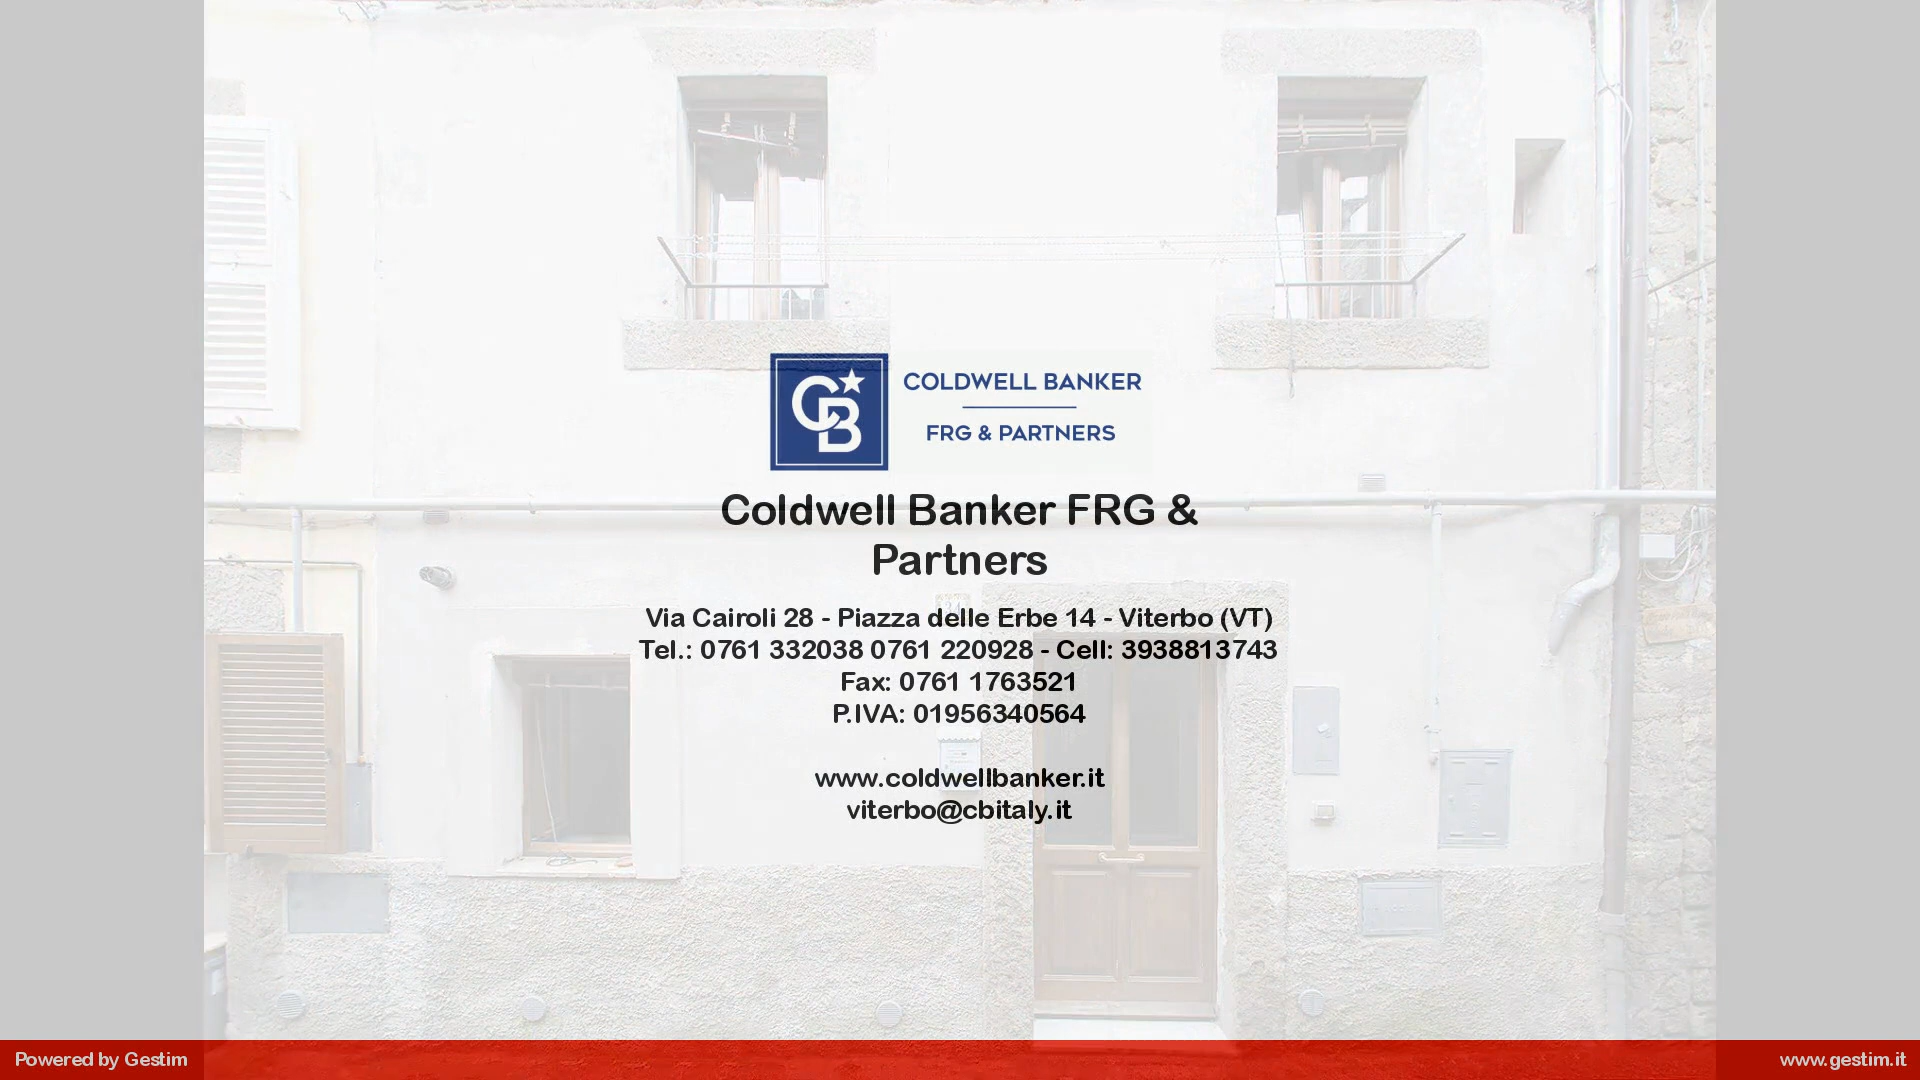 CB
COLDWELL BANKER
FRG & PARTNERS
Coldwell Banker FRG &
Partners
Via Cairoli 28 - Piazza delle Erbe 14 - Viterbo (VT)
Tel.: 0761 332038 0761 220928 - Cell: 3938813743
Fax: 0761 1763521
P.IVA: 01956340564
www.coldwellbanker.it
viterbo@cbitaly.it
Powered by Gestim
www.gestim.it